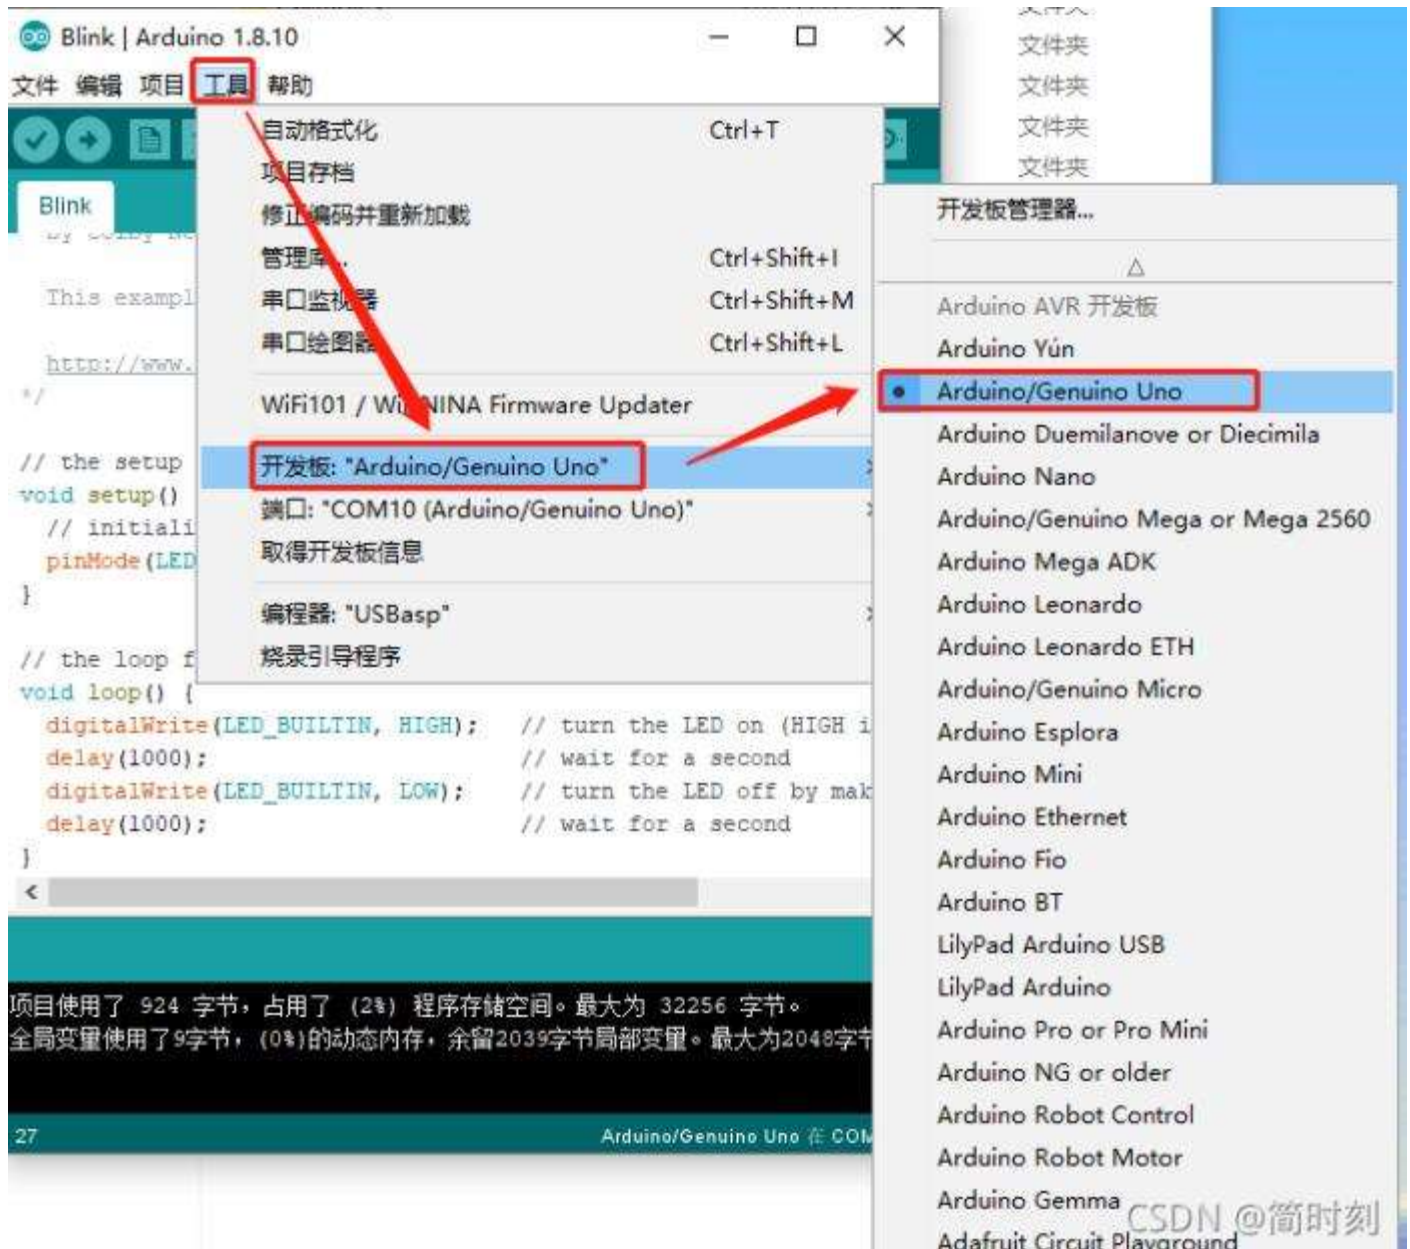 Blink | Arduino 1.8.10
文件 编辑 项目 工具 帮助
Blink
This exampl
http://www.
*/
// the setup
void setup()
// initiali
pinMode(LED
}
// the loop f
void loop() {
digitalWrite(LED_BUILTIN, HIGH); // turn the LED on (HIGH i
delay(1000); // wait for a second
digitalWrite(LED_BUILTIN, LOW); // turn the LED off by mak
delay(1000); // wait for a second
}
项目使用了 924 字节，占用了 (2%) 程序存储空间。最大为 32256 字节。
全局变量使用了9字节，(0%)的动态内存，余留2039字节局部变量。最大为2048字节
27
Arduino/Genuino Uno 在 COM
自动格式化 Ctrl+T
项目存档
修正编码并重新加载
管理库... Ctrl+Shift+I
串口监视器 Ctrl+Shift+M
串口绘图器 Ctrl+Shift+L
WiFi101 / WiFiNINA Firmware Updater
开发板: "Arduino/Genuino Uno"
端口: "COM10 (Arduino/Genuino Uno)"
取得开发板信息
编程器: "USBasp"
烧录引导程序
文件夹
文件夹
文件夹
文件夹
文件夹
开发板管理器...
Arduino AVR 开发板
Arduino Yún
Arduino/Genuino Uno
Arduino Duemilanove or Diecimila
Arduino Nano
Arduino/Genuino Mega or Mega 2560
Arduino Mega ADK
Arduino Leonardo
Arduino Leonardo ETH
Arduino/Genuino Micro
Arduino Esplora
Arduino Mini
Arduino Ethernet
Arduino Fio
Arduino BT
LilyPad Arduino USB
LilyPad Arduino
Arduino Pro or Pro Mini
Arduino NG or older
Arduino Robot Control
Arduino Robot Motor
Arduino Gemma
Adafruit Circuit Playground
CSDN @简时刻